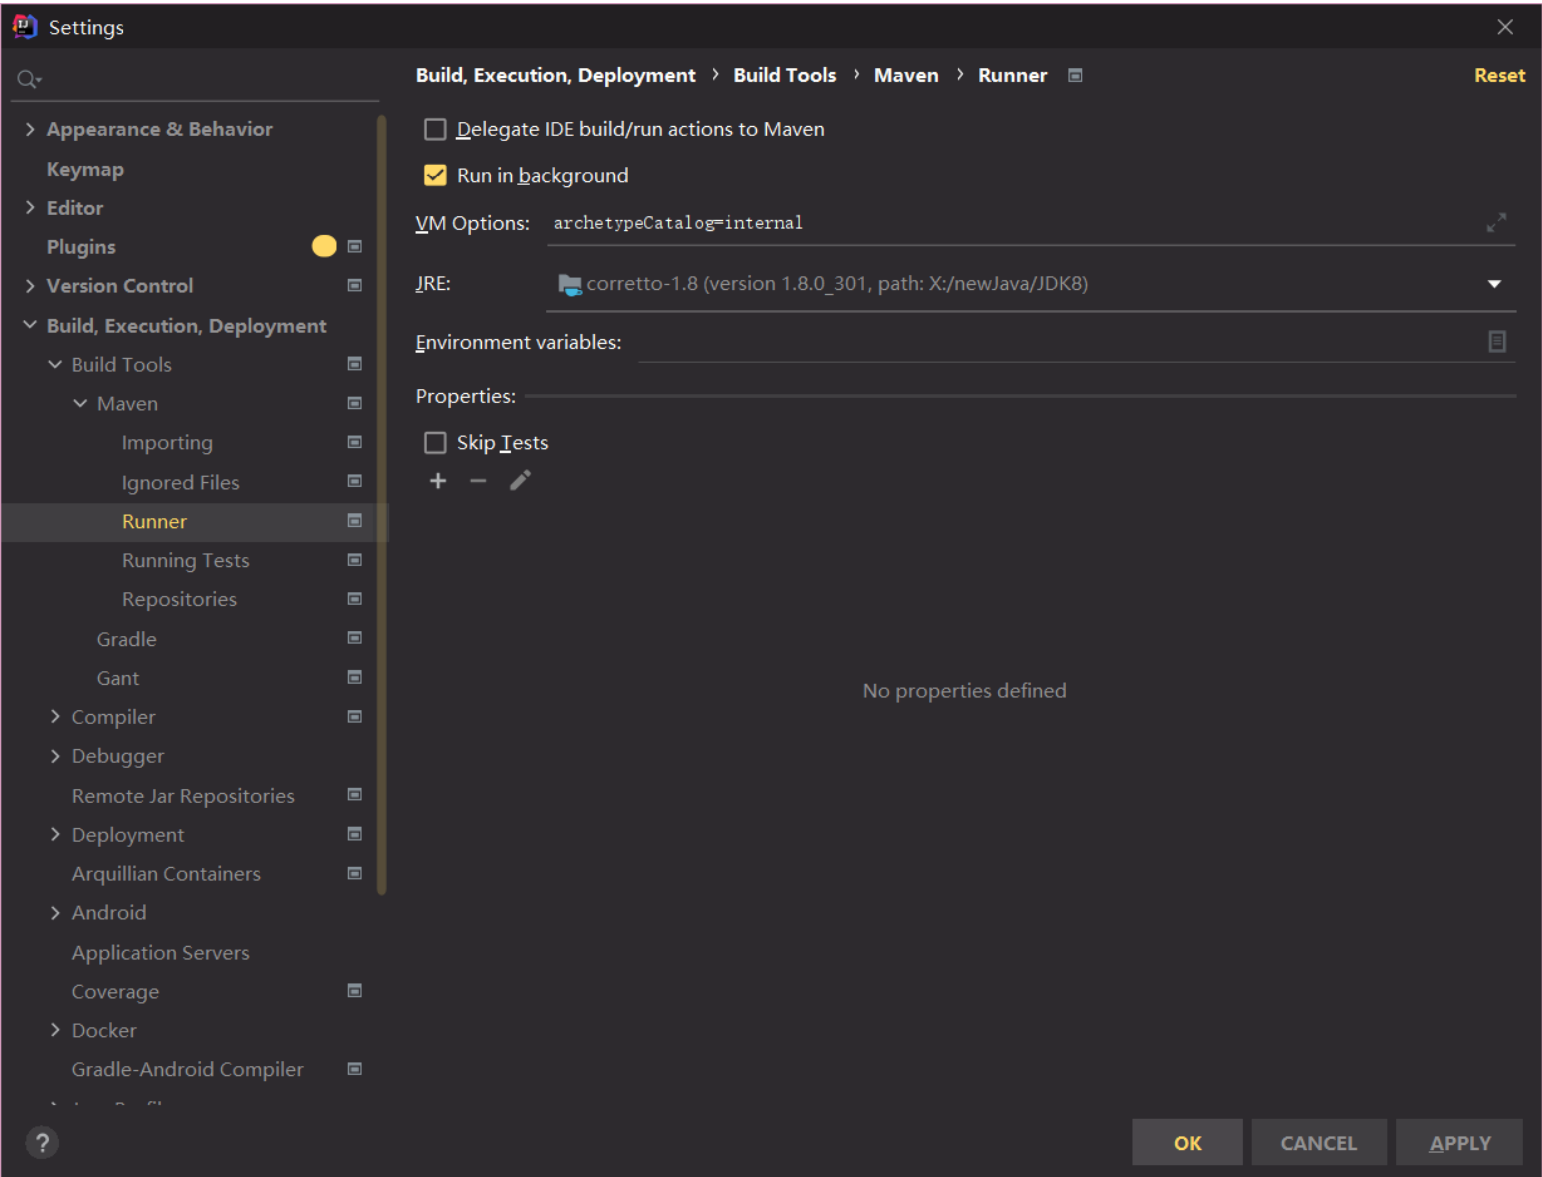 Settings
Build, Execution, Deployment › Build Tools › Maven › Runner
Reset
Appearance & Behavior
Keymap
Editor
Plugins
Version Control
Build, Execution, Deployment
Build Tools
Maven
Importing
Ignored Files
Runner
Running Tests
Repositories
Gradle
Gant
Compiler
Debugger
Remote Jar Repositories
Deployment
Arquillian Containers
Android
Application Servers
Coverage
Docker
Gradle-Android Compiler
Delegate IDE build/run actions to Maven
Run in background
VM Options: archetypeCatalog=internal
JRE: corretto-1.8 (version 1.8.0_301, path: X:/newJava/JDK8)
Environment variables:
Properties:
Skip Tests
No properties defined
?
OK
CANCEL
APPLY